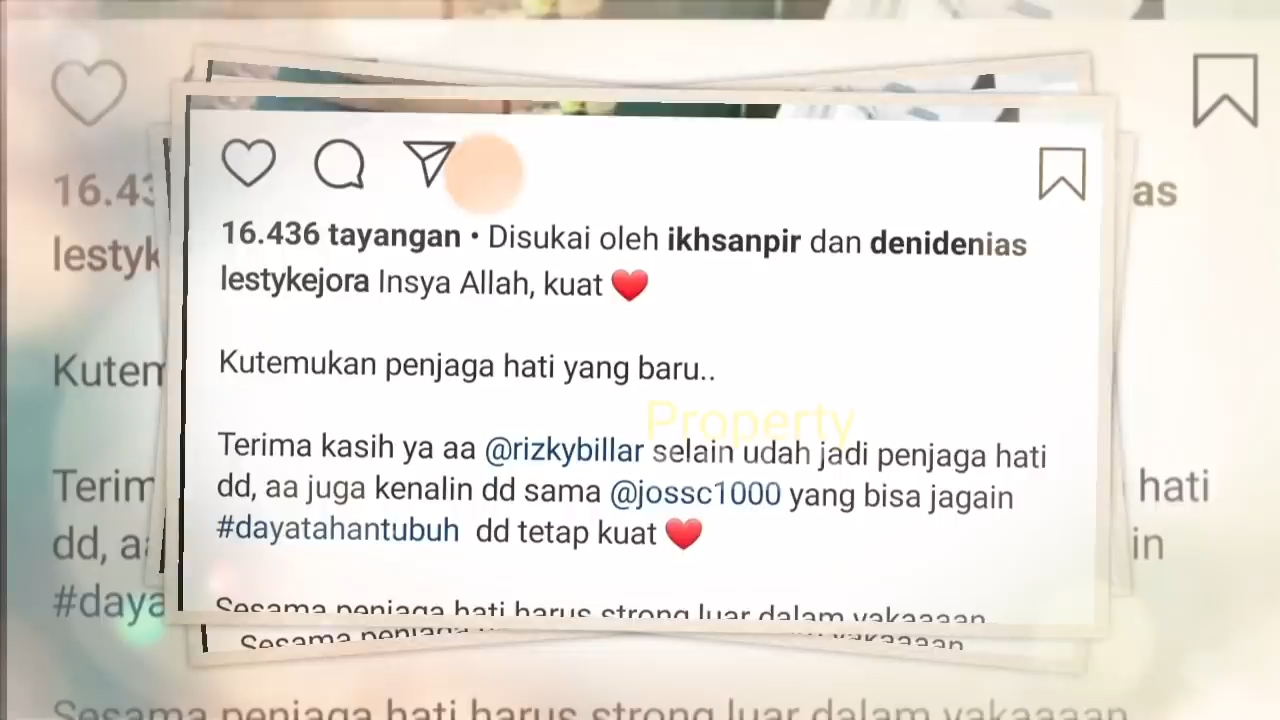 16.436 tayangan • Disukai oleh ikhsanpir dan denidenias
lestykejora Insya Allah, kuat ❤️
Kutemukan penjaga hati yang baru..
Property
Terima kasih ya aa @rizkybillar selain udah jadi penjaga hati
dd, aa juga kenalin dd sama @jossc1000 yang bisa jagain
#dayatahantubuh dd tetap kuat ❤️
Sesama penjaga hati harus strong luar dalam yakaaaan